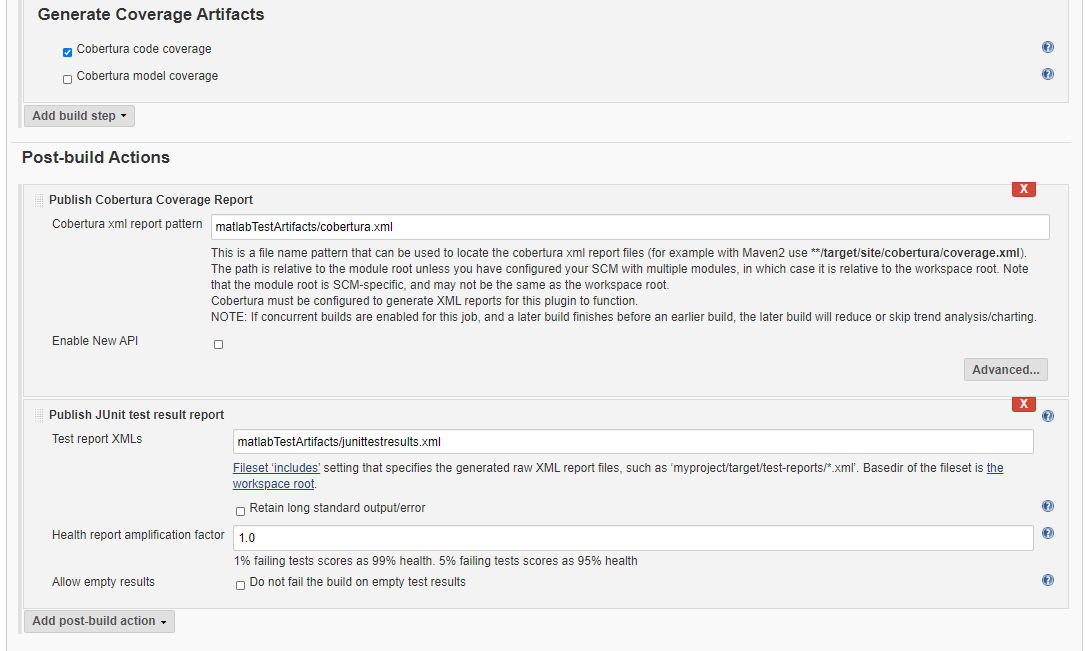 Generate Coverage Artifacts
Cobertura code coverage
Cobertura model coverage
Add build step
Post-build Actions
X
Publish Cobertura Coverage Report
Cobertura xml report pattern
matlabTestArtifacts/cobertura.xml
This is a file name pattern that can be used to locate the cobertura xml report files (for example with Maven2 use **/target/site/cobertura/coverage.xml).
The path is relative to the module root unless you have configured your SCM with multiple modules, in which case it is relative to the workspace root. Note
that the module root is SCM-specific, and may not be the same as the workspace root.
Cobertura must be configured to generate XML reports for this plugin to function.
NOTE: If concurrent builds are enabled for this job, and a later build finishes before an earlier build, the later build will reduce or skip trend analysis/charting.
Enable New API
Advanced...
X
Publish JUnit test result report
Test report XMLs
matlabTestArtifacts/junittestresults.xml
Fileset ‘includes’ setting that specifies the generated raw XML report files, such as ‘myproject/target/test-reports/*.xml’. Basedir of the fileset is the
workspace root.
Retain long standard output/error
Health report amplification factor
1.0
1% failing tests scores as 99% health. 5% failing tests scores as 95% health
Allow empty results
Do not fail the build on empty test results
Add post-build action